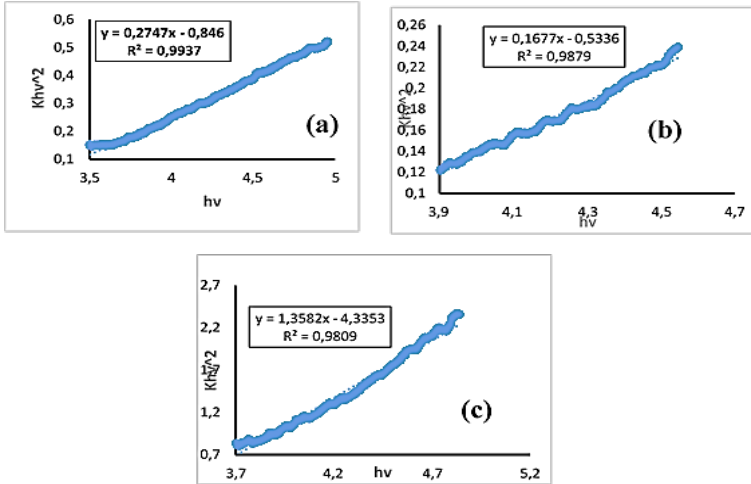 0,6
0,5
0,4
0,3
0,2
0,1
Khv^2
y = 0,2747x - 0,846
R² = 0,9937
(a)
3,5
4
4,5
5
hv
0,26
0,24
0,22
0,2
0,18
0,16
0,14
0,12
0,1
Khv^2
y = 0,1677x - 0,5336
R² = 0,9879
(b)
3,9
4,1
4,3
4,5
4,7
hv
2,7
2,2
1,7
1,2
0,7
Khv^2
y = 1,3582x - 4,3353
R² = 0,9809
(c)
3,7
4,2
4,7
5,2
hv